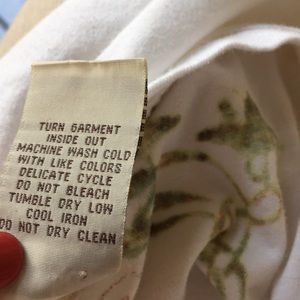 TURN GARMENT
INSIDE OUT
MACHINE WASH COLD
WITH LIKE COLORS
DELICATE CYCLE
DO NOT BLEACH
TUMBLE DRY LOW
COOL IRON
DO NOT DRY CLEAN